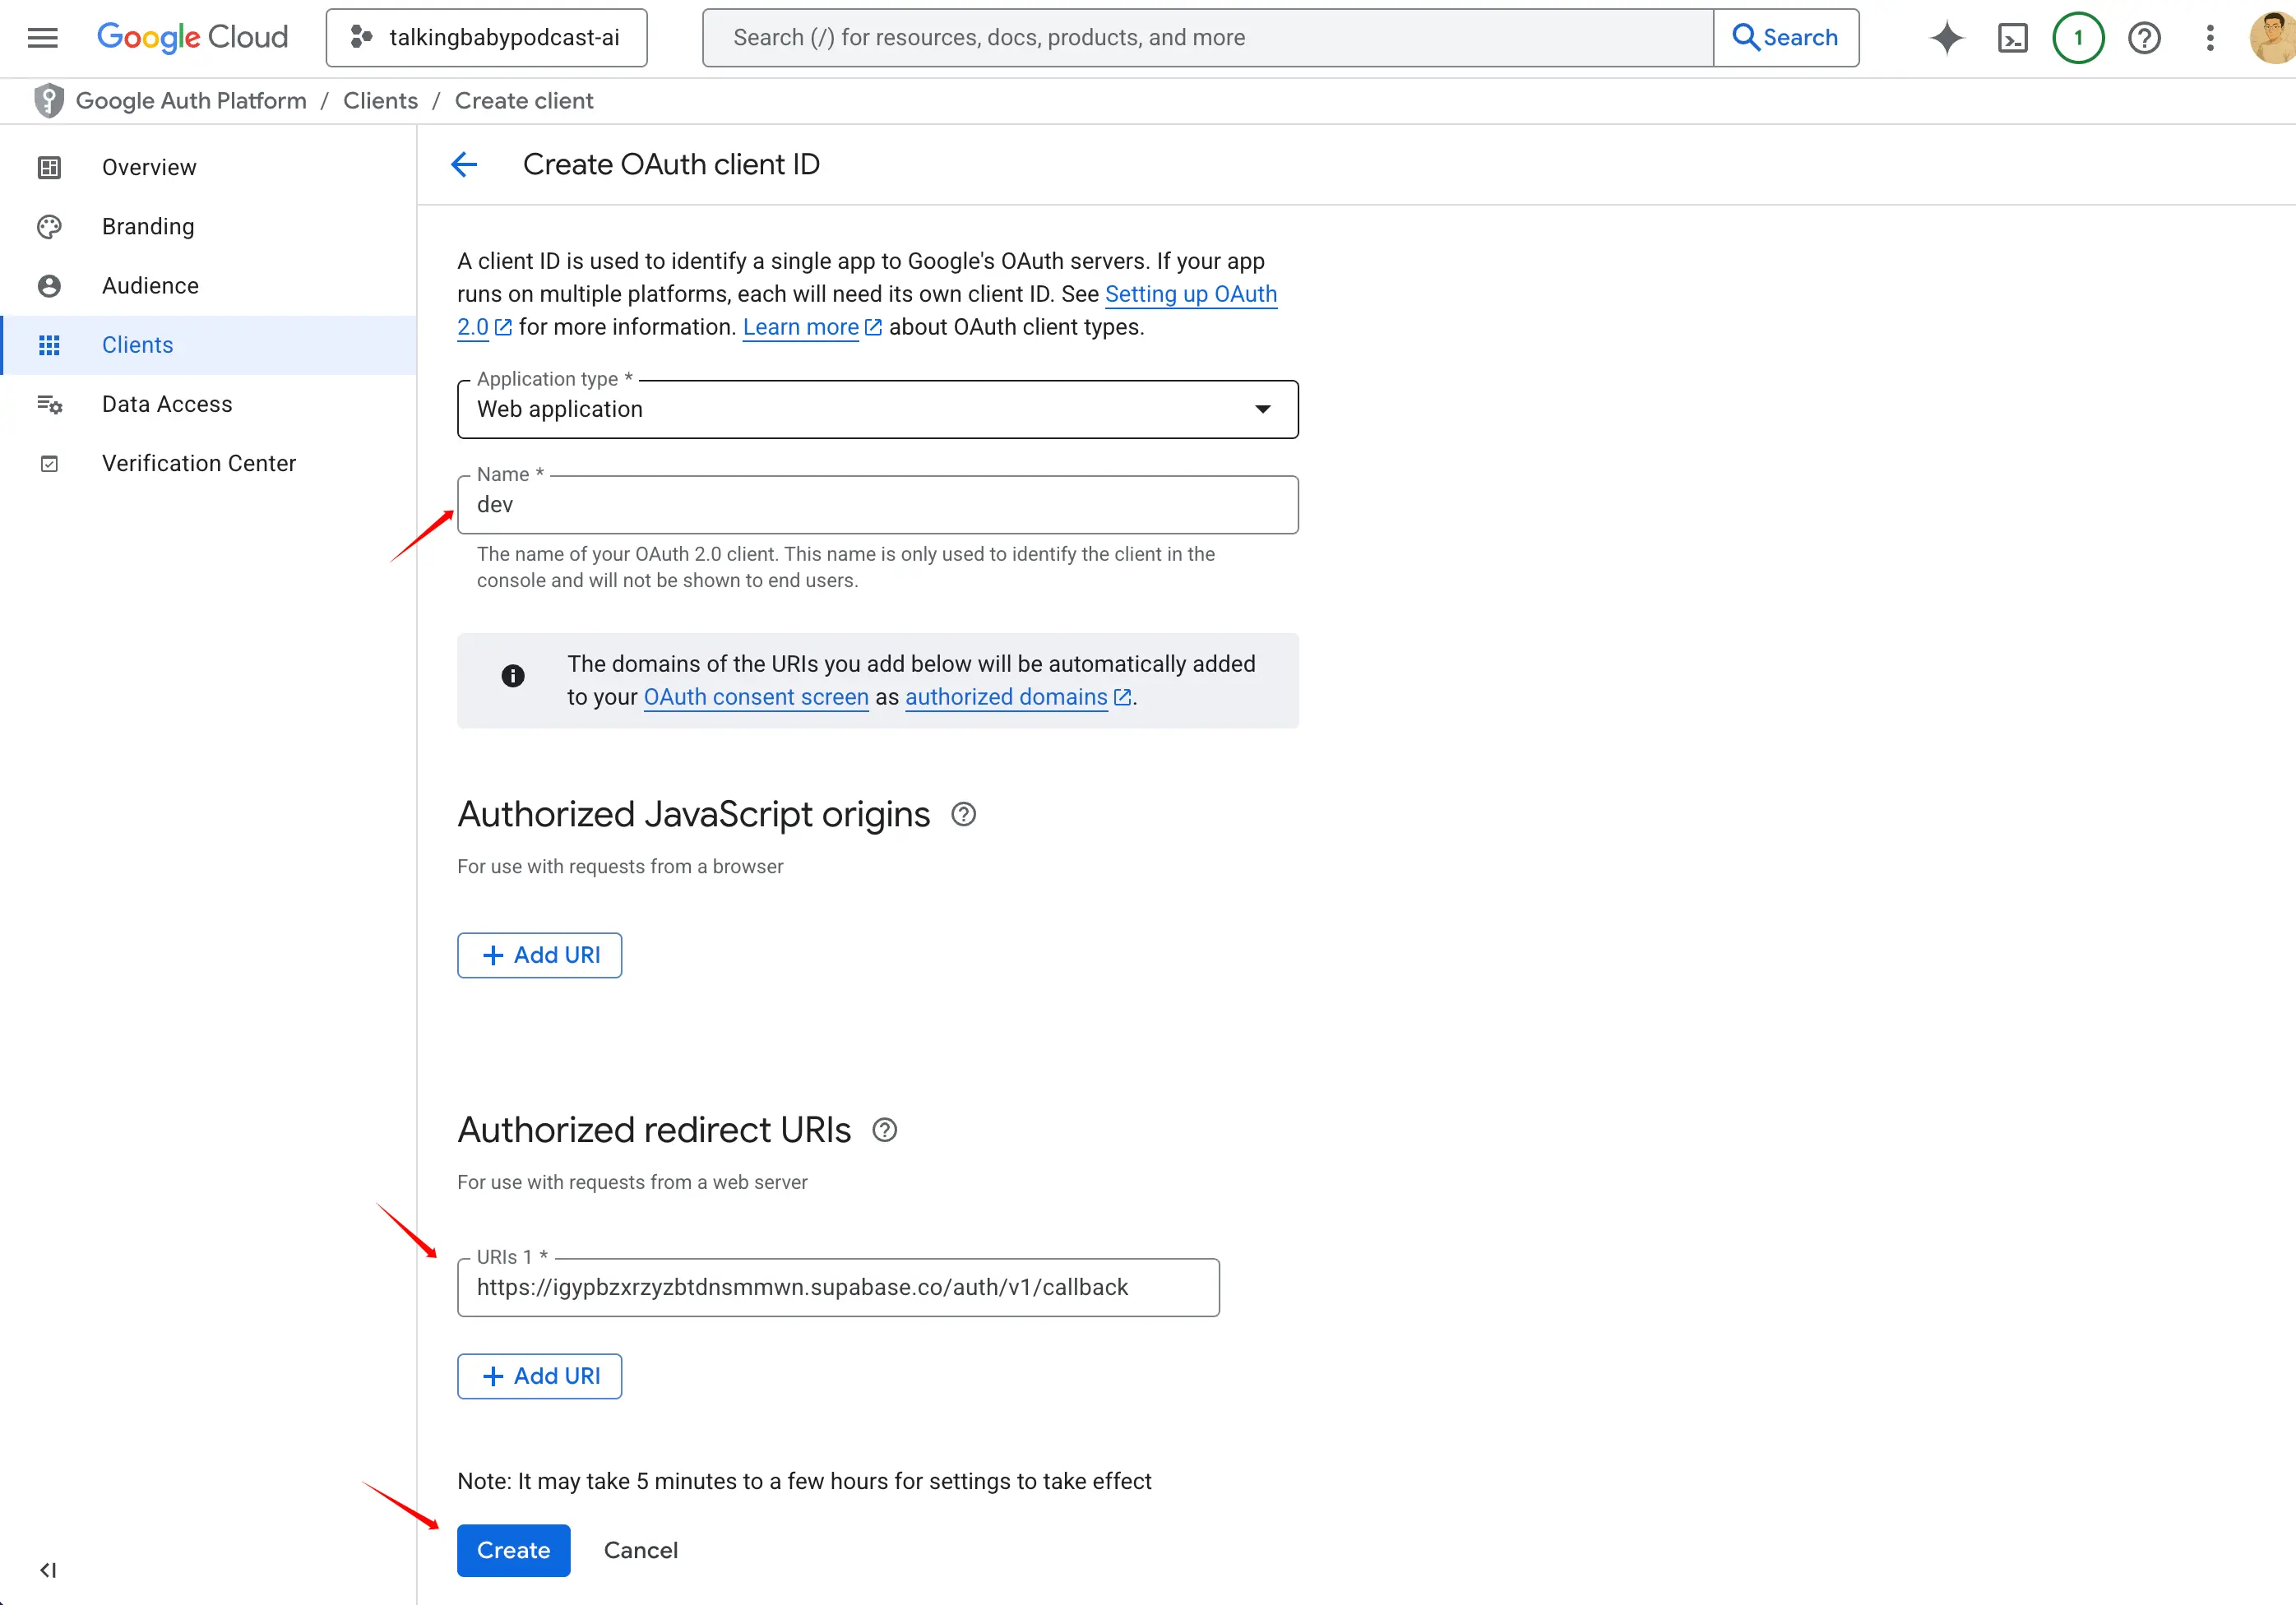 Google Cloud
talkingbabypodcast-ai
Search (/) for resources, docs, products, and more
Search
1
Google Auth Platform / Clients / Create client
Overview
Branding
Audience
Clients
Data Access
Verification Center
Create OAuth client ID
A client ID is used to identify a single app to Google's OAuth servers. If your app
runs on multiple platforms, each will need its own client ID. See Setting up OAuth
2.0 for more information. Learn more about OAuth client types.
Application type *
Web application
Name *
dev
The name of your OAuth 2.0 client. This name is only used to identify the client in the
console and will not be shown to end users.
The domains of the URIs you add below will be automatically added
to your OAuth consent screen as authorized domains.
Authorized JavaScript origins
For use with requests from a browser
Add URI
Authorized redirect URIs
For use with requests from a web server
URIs 1 *
https://igypbzxrzyzbtdnsmmwn.supabase.co/auth/v1/callback
Add URI
Note: It may take 5 minutes to a few hours for settings to take effect
Create
Cancel